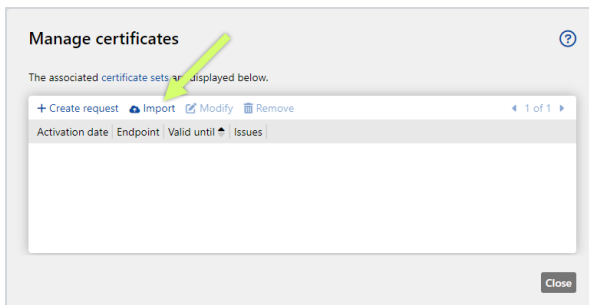 Manage certificates
The associated certificate sets are displayed below.
+ Create request Import Modify Remove 1 of 1
Activation date Endpoint Valid until Issues
Close